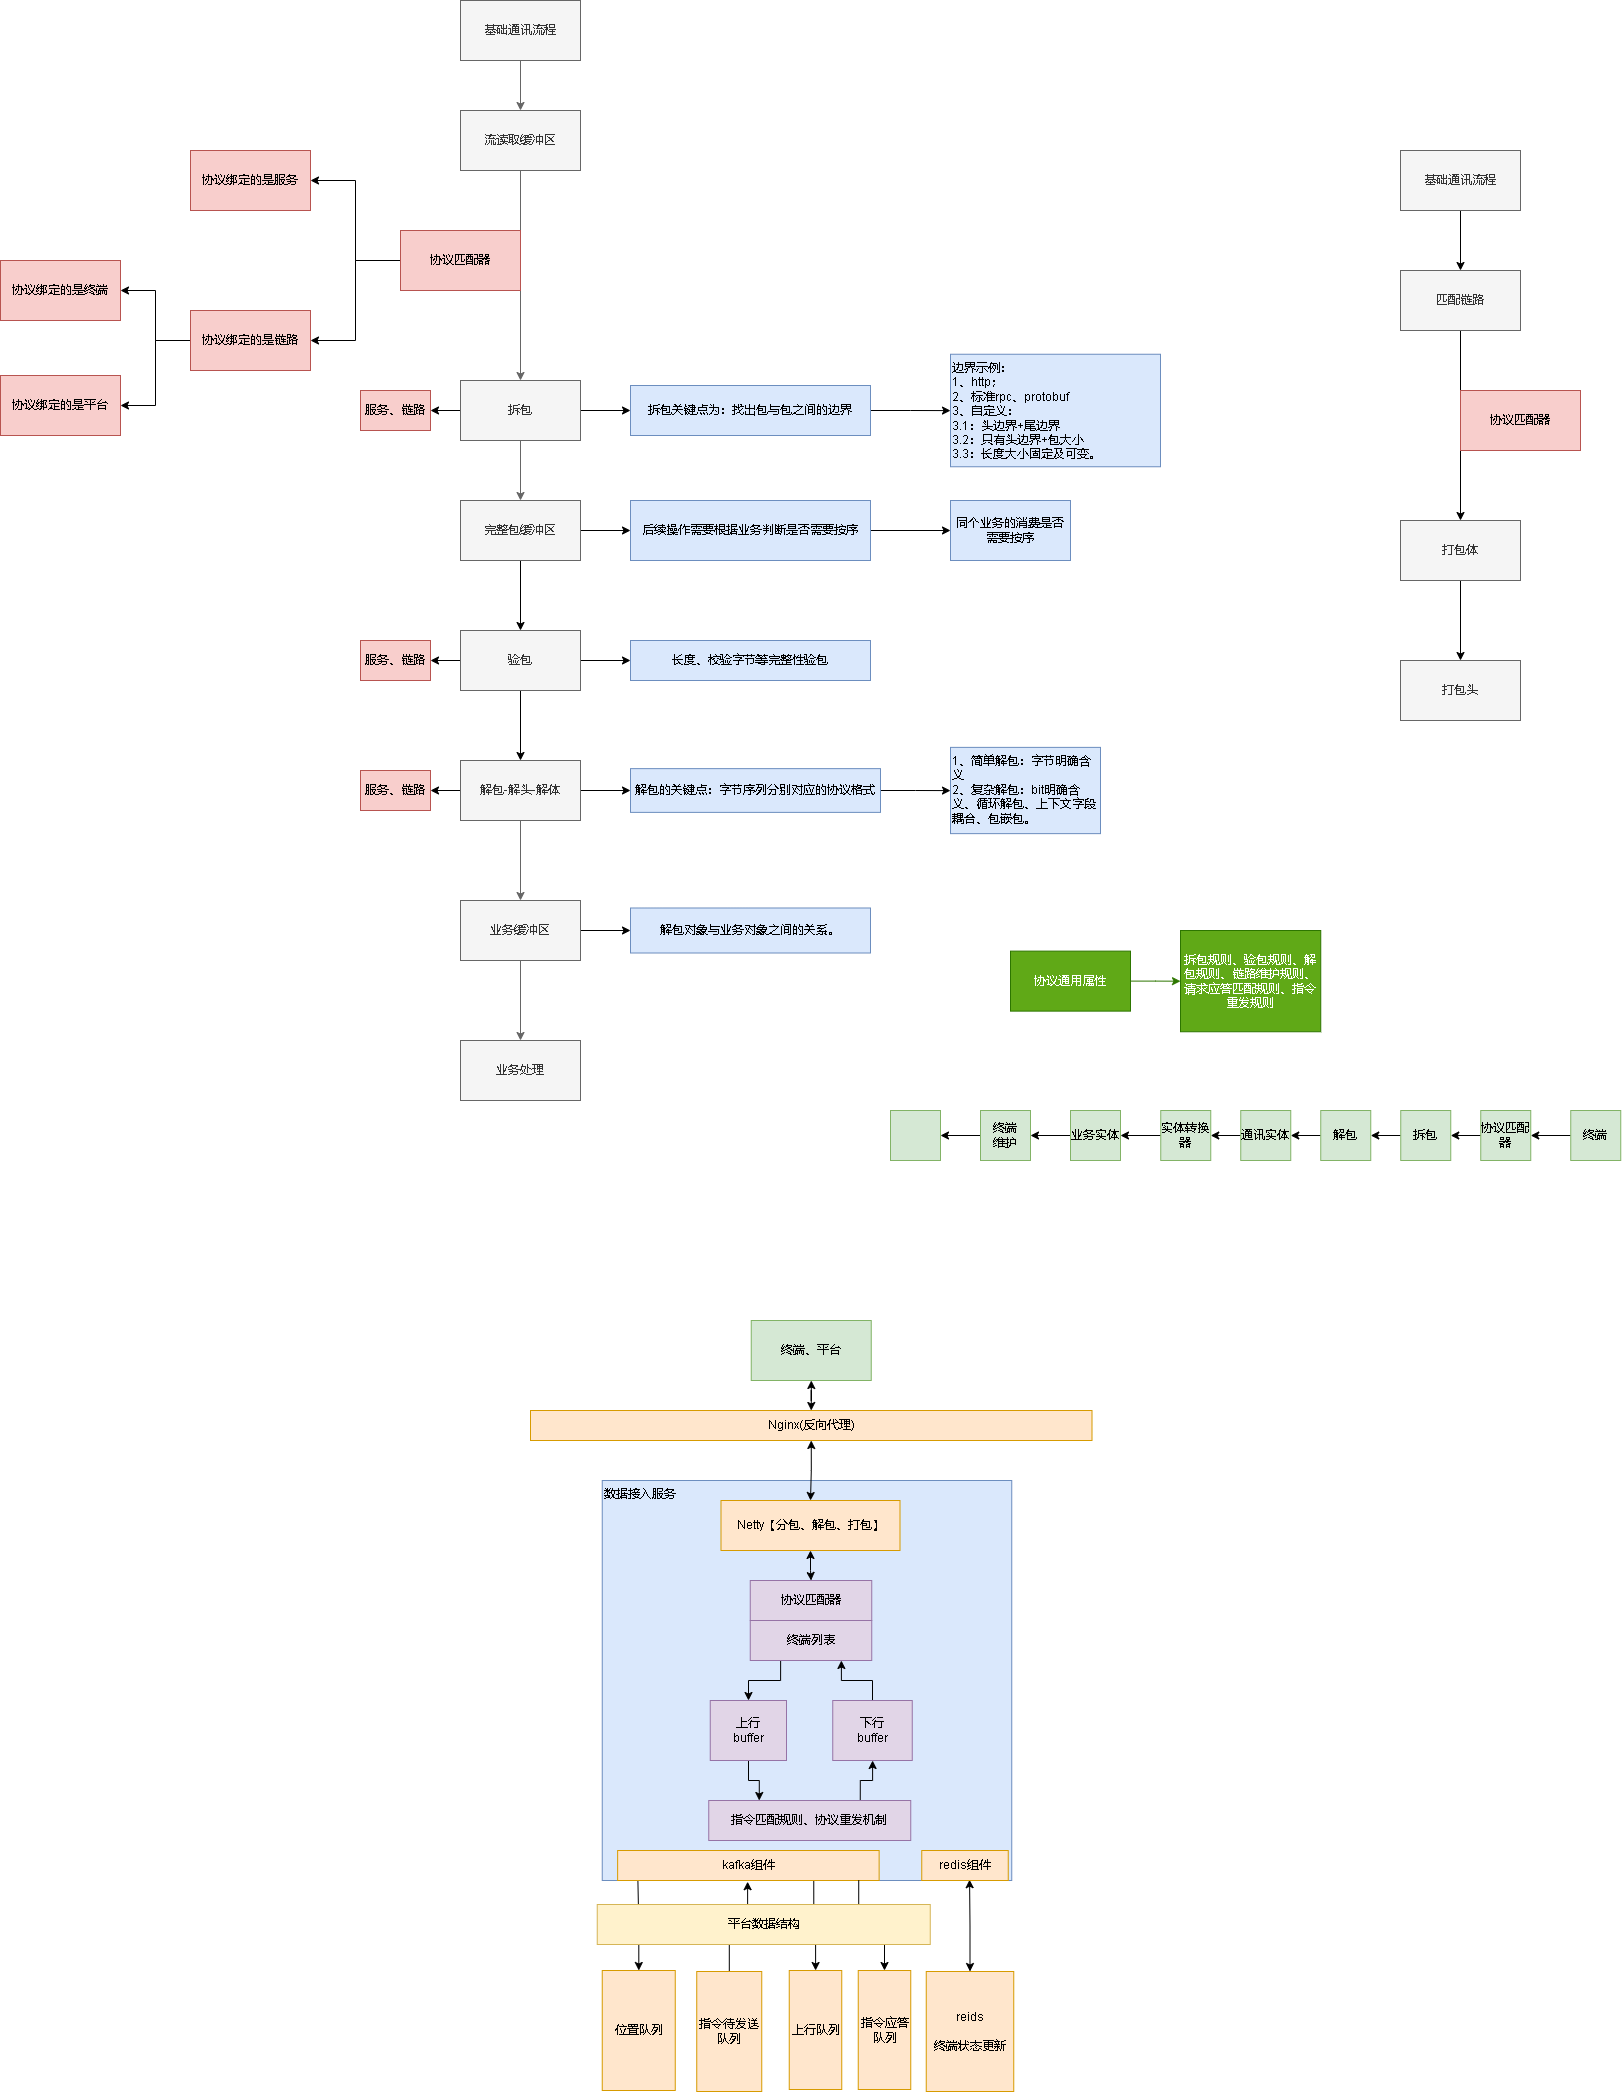 基础通讯流程
流读取缓冲区
协议绑定的是服务
协议匹配器
协议绑定的是终端
协议绑定的是链路
协议绑定的是平台
服务、链路
拆包
拆包关键点为：找出包与包之间的边界
边界示例：
1、http；
2、标准rpc、protobuf
3、自定义：
3.1：头边界+尾边界
3.2：只有头边界+包大小
3.3：长度大小固定及可变。
完整包缓冲区
后续操作需要根据业务判断是否需要按序
同个业务的消费是否
需要按序
服务、链路
验包
长度、校验字节等完整性验包
服务、链路
解包-解头-解体
解包的关键点：字节序列分别对应的协议格式
1、简单解包：字节明确含
义
2、复杂解包：bit明确含
义、循环解包、上下文字段
耦合、包嵌包。
业务缓冲区
解包对象与业务对象之间的关系。
业务处理
基础通讯流程
匹配链路
协议匹配器
打包体
打包头
协议通用属性
拆包规则、验包规则、解
包规则、链路维护规则、
请求应答匹配规则、指令
重发规则
终端
维护
业务实体
实体转换
器
通讯实体
解包
拆包
协议匹配
器
终端
终端、平台
Nginx(反向代理)
数据接入服务
Netty【分包、解包、打包】
协议匹配器
终端列表
上行
buffer
下行
buffer
指令匹配规则、协议重发机制
kafka组件
redis组件
平台数据结构
位置队列
指令待发送
队列
上行队列
指令应答
队列
reids
终端状态更新